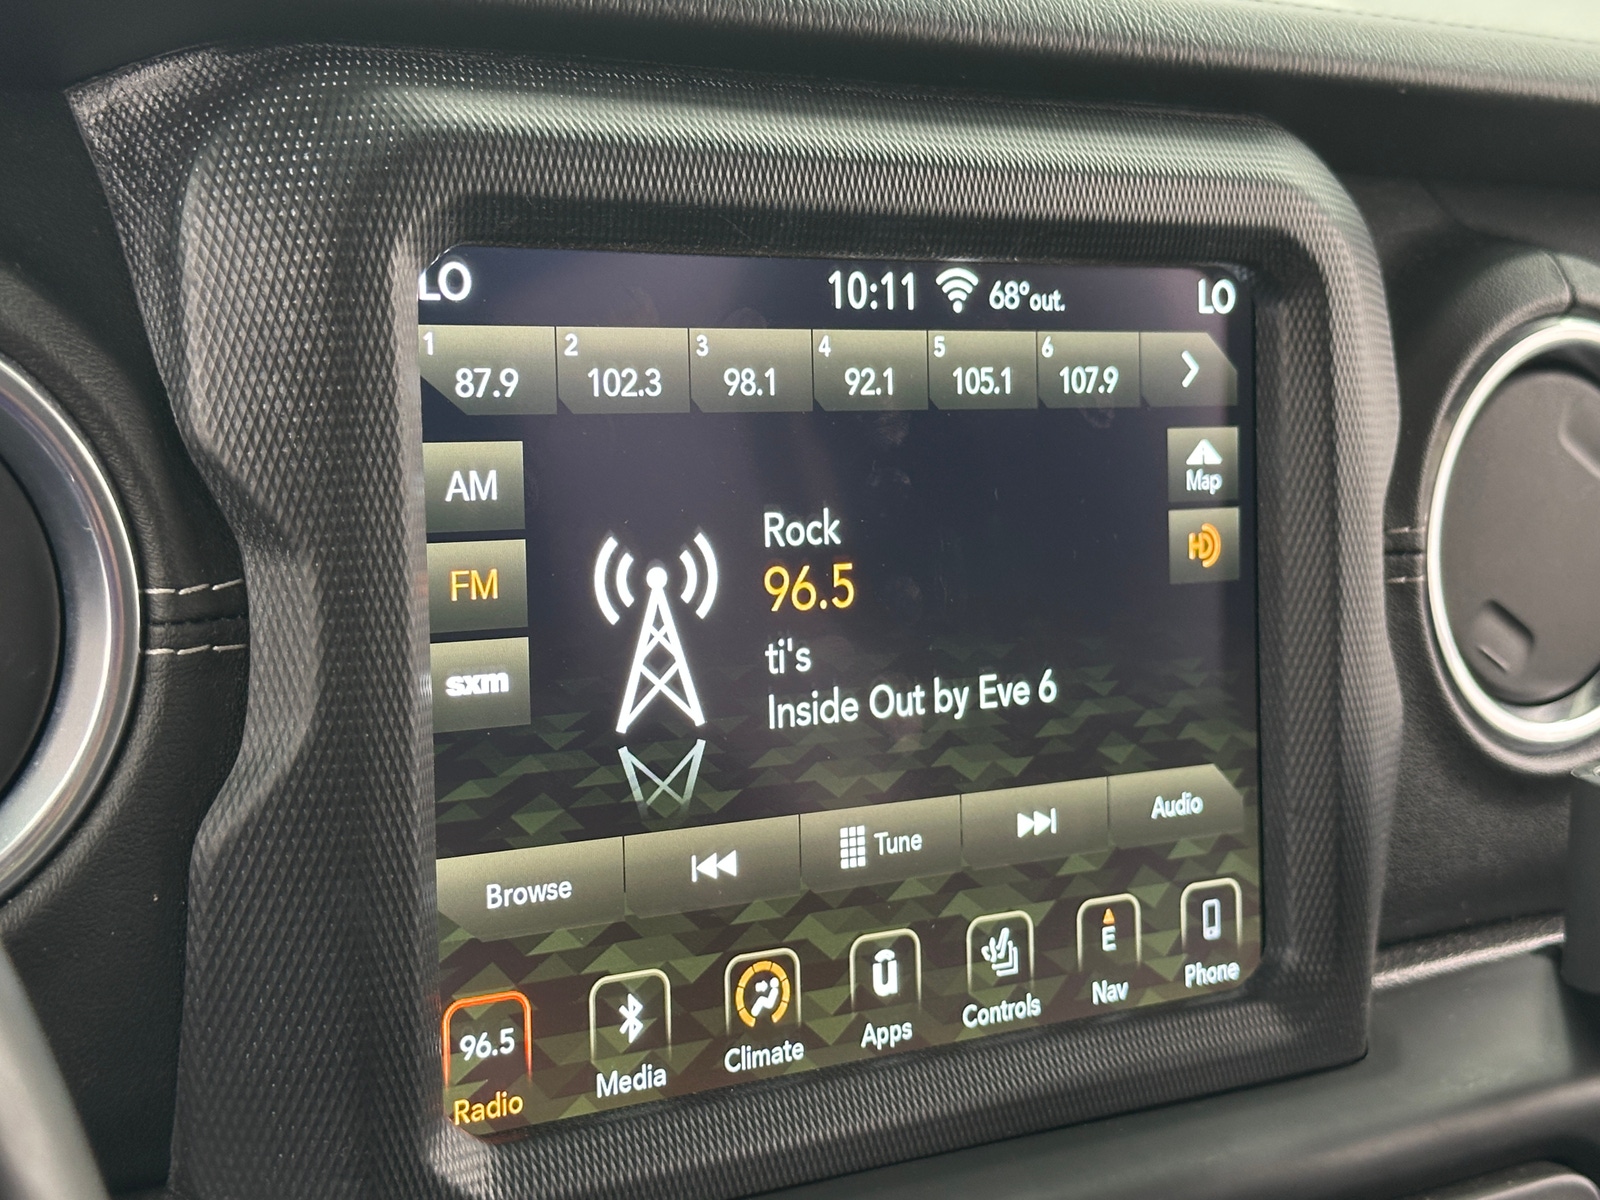 LO 10:11 68° out. LO
1 2 3 4 5 6
87.9 102.3 98.1 92.1 105.1 107.9
AM
FM
sxm
Map
HD
Rock
96.5
ti's
Inside Out by Eve 6
Browse Tune Audio
96.5 U E
Radio Media Climate Apps Controls Nav Phone